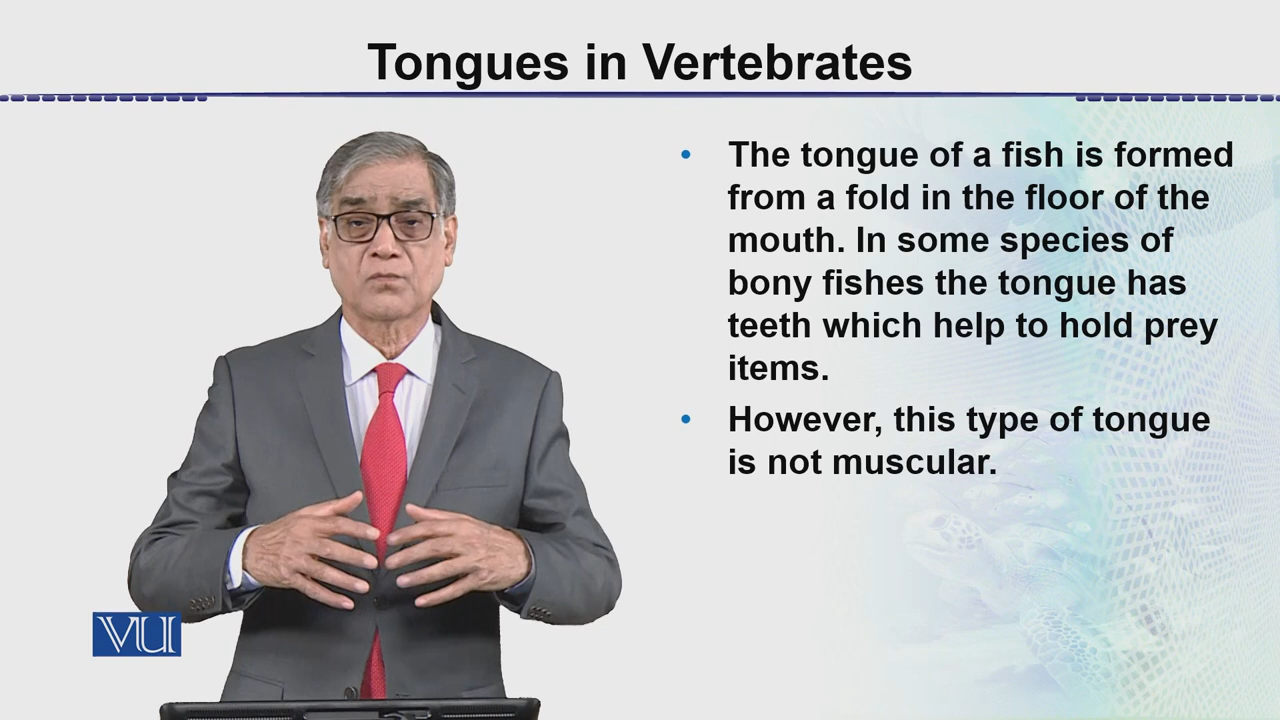 Tongues in Vertebrates
• The tongue of a fish is formed
from a fold in the floor of the
mouth. In some species of
bony fishes the tongue has
teeth which help to hold prey
items.
• However, this type of tongue
is not muscular.
VU